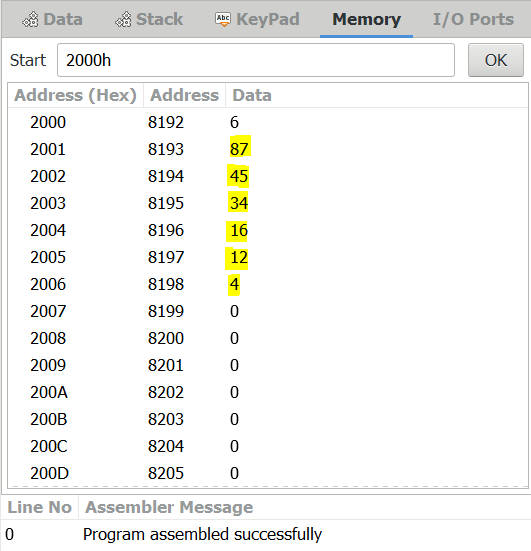 Data Stack Abc KeyPad Memory I/O Ports
Start 2000h OK
Address (Hex) Address Data
2000 8192 6
2001 8193 87
2002 8194 45
2003 8195 34
2004 8196 16
2005 8197 12
2006 8198 4
2007 8199 0
2008 8200 0
2009 8201 0
200A 8202 0
200B 8203 0
200C 8204 0
200D 8205 0
Line No Assembler Message
0 Program assembled successfully